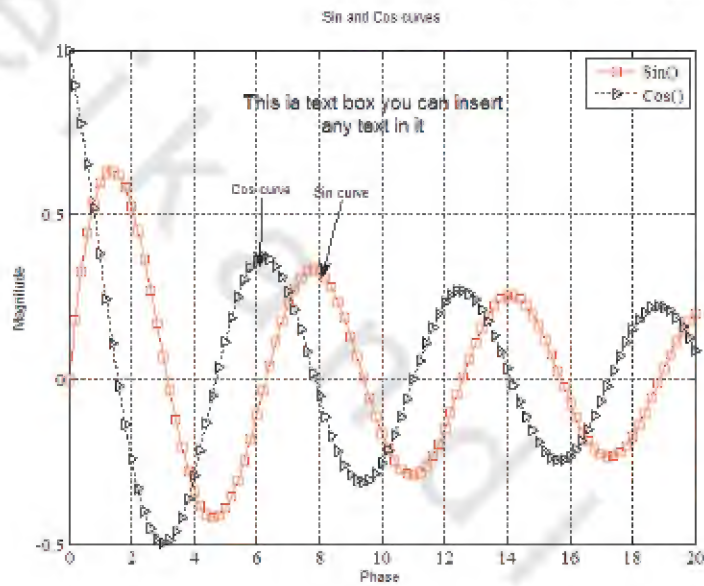 Sin and Cos curves
1
Sin()
Cos()
This ia text box you can insert
any text in it
Cos curve
Sin curve
0.5
Magnitude
0
-0.5
0 2 4 6 8 10 12 14 16 18 20
Phase